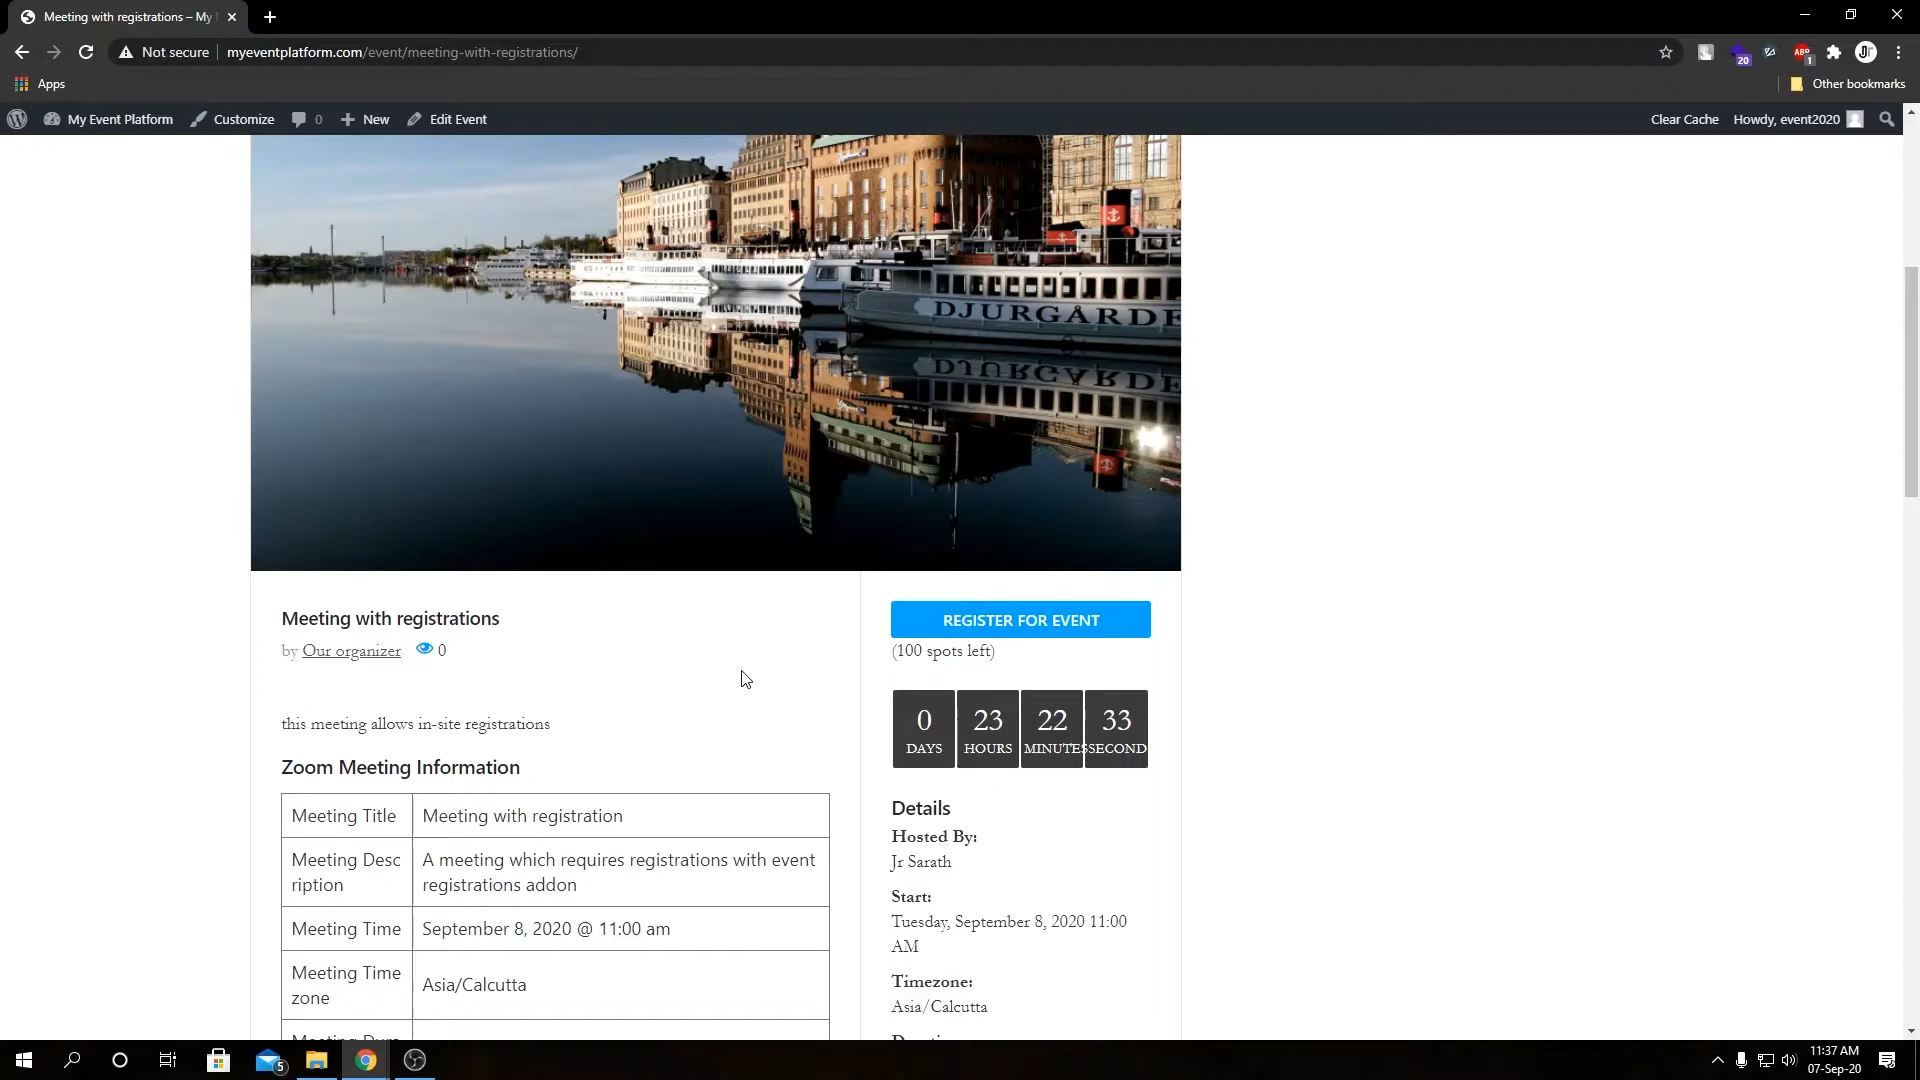 Meeting with registrations – My
Not secure
myeventplatform.com/event/meeting-with-registrations/
20
ABP
1
Apps
Other bookmarks
My Event Platform
Customize
0
New
Edit Event
Clear Cache
Howdy, event2020
DJURGÅRDE
Meeting with registrations
by Our organizer 0
this meeting allows in-site registrations
Zoom Meeting Information
Meeting Title
Meeting with registration
Meeting Desc
ription
A meeting which requires registrations with event
registrations addon
Meeting Time
September 8, 2020 @ 11:00 am
Meeting Time
zone
Asia/Calcutta
REGISTER FOR EVENT
(100 spots left)
0
DAYS
23
HOURS
22
MINUTES
33
SECOND
Details
Hosted By:
Jr Sarath
Start:
Tuesday, September 8, 2020 11:00
AM
Timezone:
Asia/Calcutta
5
11:37 AM
07-Sep-20